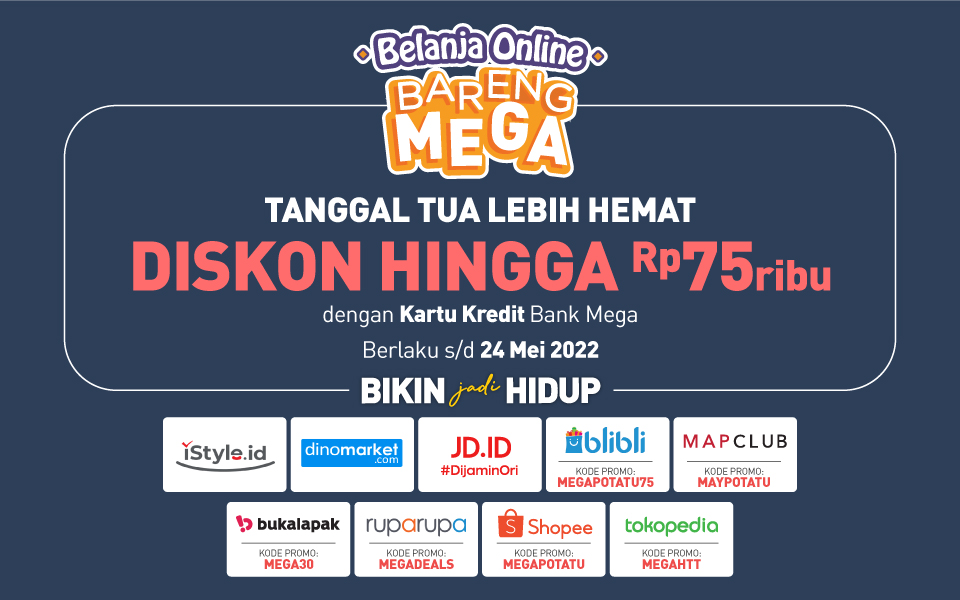 Belanja Online
BARENG
MEGA
TANGGAL TUA LEBIH HEMAT
DISKON HINGGA Rp75ribu
dengan Kartu Kredit Bank Mega
Berlaku s/d 24 Mei 2022
BIKIN jadi HIDUP
iStyle.id
dinomarket
.com
JD.ID
#DijaminOri
blibli
KODE PROMO:
MEGAPOTATU75
MAPCLUB
KODE PROMO:
MAYPOTATU
bukalapak
KODE PROMO:
MEGA30
ruparupa
KODE PROMO:
MEGADEALS
Shopee
KODE PROMO:
MEGAPOTATU
tokopedia
KODE PROMO:
MEGAHTT